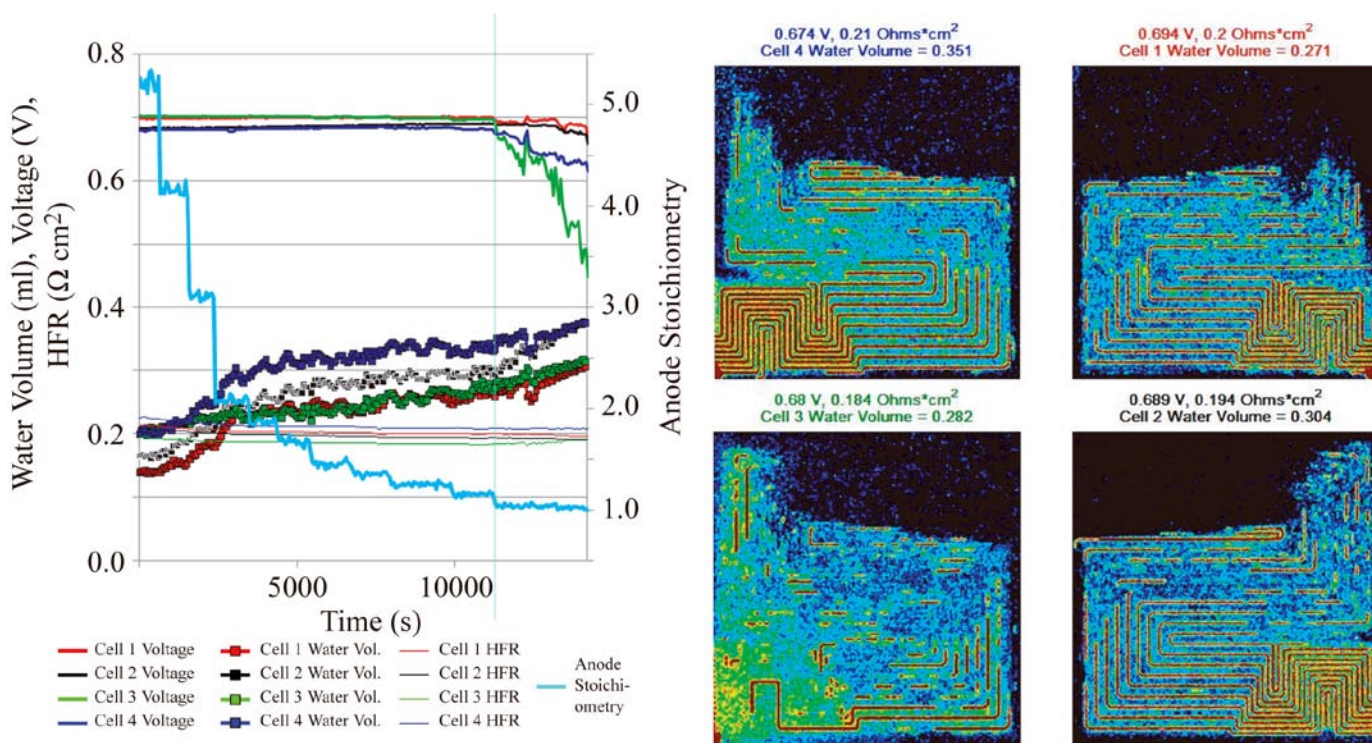 Water Volume (ml), Voltage (V),
HFR (Ω cm²)
0.8
0.6
0.4
0.2
0.0
5000
10000
Time (s)
5.0
4.0
3.0
2.0
1.0
Anode Stoichiometry
Cell 1 Voltage
Cell 2 Voltage
Cell 3 Voltage
Cell 4 Voltage
Cell 1 Water Vol.
Cell 2 Water Vol.
Cell 3 Water Vol.
Cell 4 Water Vol.
Cell 1 HFR
Cell 2 HFR
Cell 3 HFR
Cell 4 HFR
Anode
Stoichi-
ometry
0.674 V, 0.21 Ohms*cm²
Cell 4 Water Volume = 0.351
0.694 V, 0.2 Ohms*cm²
Cell 1 Water Volume = 0.271
0.68 V, 0.184 Ohms*cm²
Cell 3 Water Volume = 0.282
0.689 V, 0.194 Ohms*cm²
Cell 2 Water Volume = 0.304